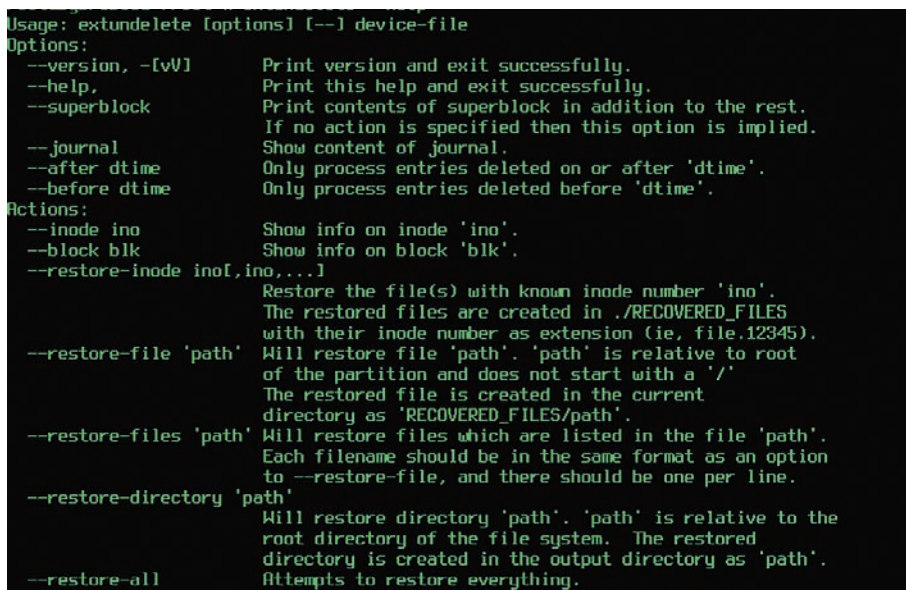 Usage: extundelete [options] [--] device-file
Options:
--version, -[vV] Print version and exit successfully.
--help, Print this help and exit successfully.
--superblock Print contents of superblock in addition to the rest.
If no action is specified then this option is implied.
--journal Show content of journal.
--after dtime Only process entries deleted on or after 'dtime'.
--before dtime Only process entries deleted before 'dtime'.
Actions:
--inode ino Show info on inode 'ino'.
--block blk Show info on block 'blk'.
--restore-inode ino[,ino,...]
Restore the file(s) with known inode number 'ino'.
The restored files are created in ./RECOVERED_FILES
with their inode number as extension (ie, file.12345).
--restore-file 'path' Will restore file 'path'. 'path' is relative to root
of the partition and does not start with a '/'
The restored file is created in the current
directory as 'RECOVERED_FILES/path'.
--restore-files 'path' Will restore files which are listed in the file 'path'.
Each filename should be in the same format as an option
to --restore-file, and there should be one per line.
--restore-directory 'path'
Will restore directory 'path'. 'path' is relative to the
root directory of the file system. The restored
directory is created in the output directory as 'path'.
--restore-all Attempts to restore everything.